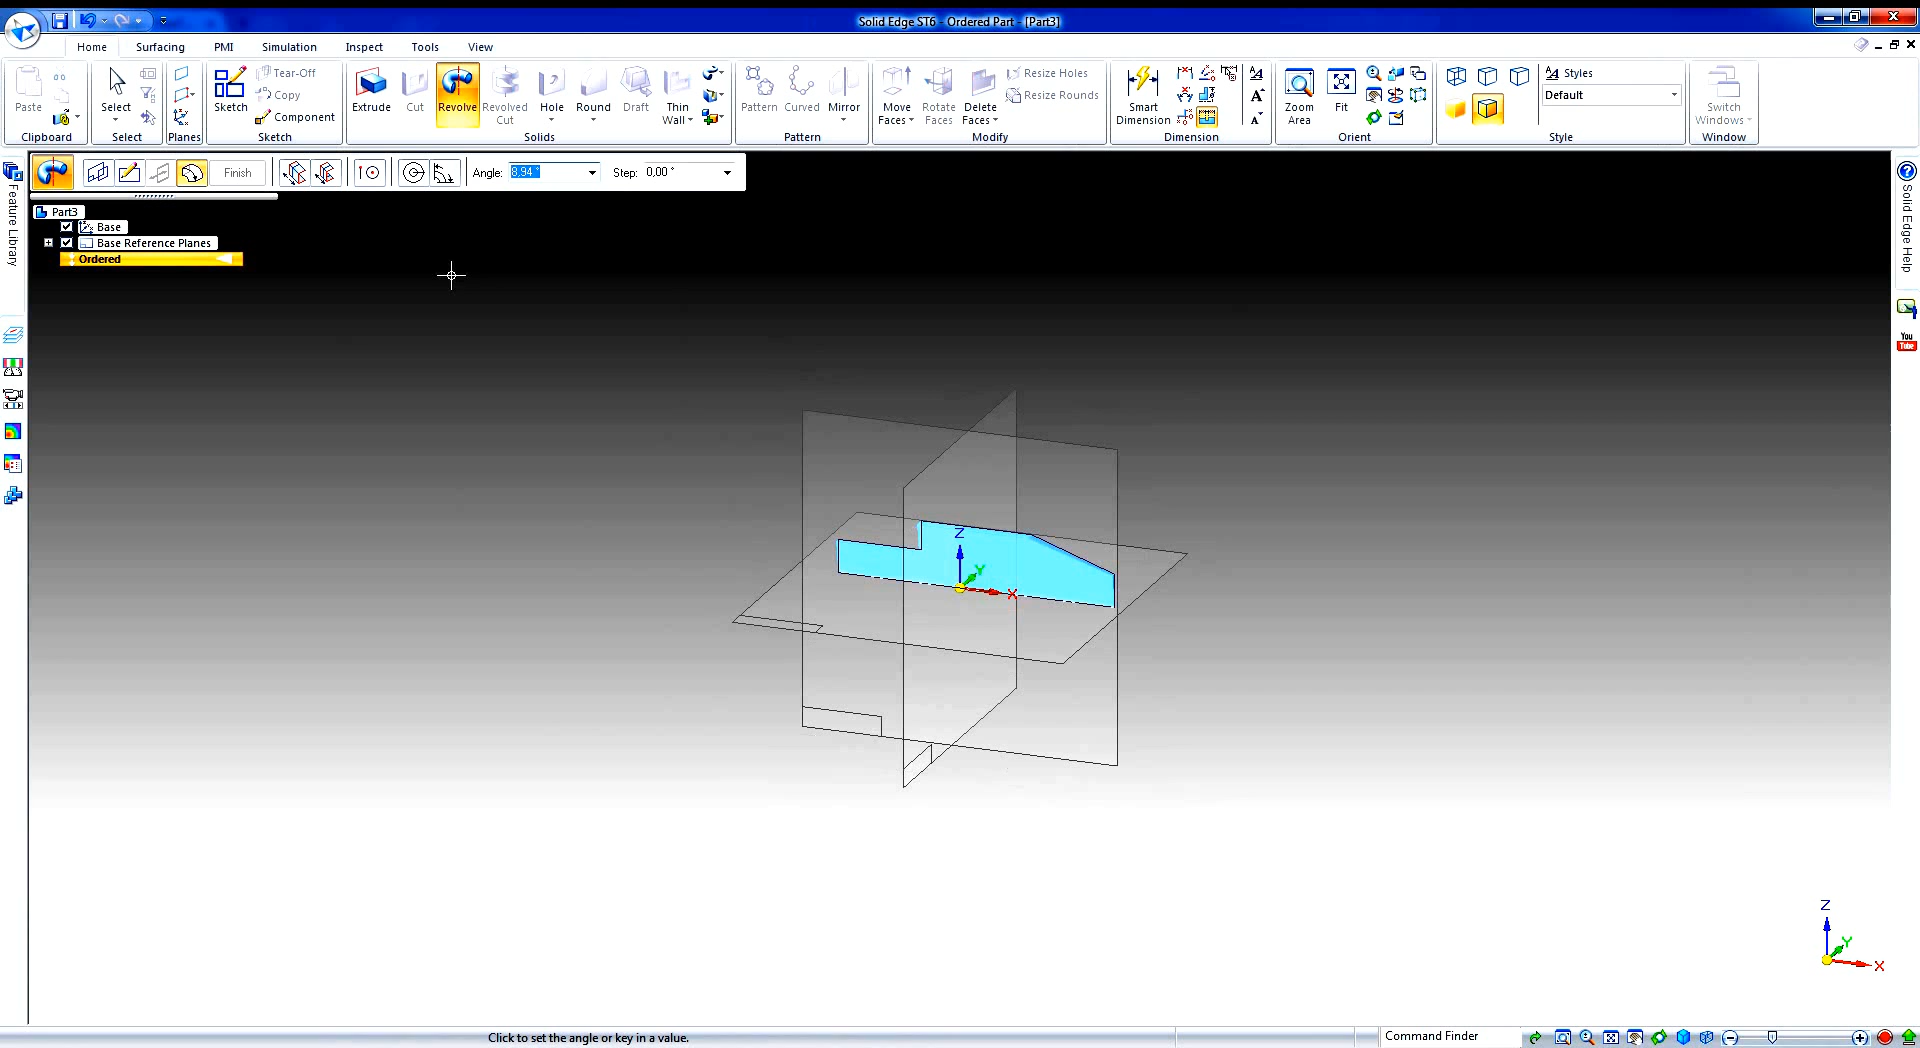 Solid Edge ST6 - Ordered Part - [Part3]
Home Surfacing PMI Simulation Inspect Tools View
Paste
Clipboard
Select
Select
Planes
Sketch
Tear-Off
Copy
Component
Sketch
Extrude Cut Revolve Revolved Cut Hole Round Draft Thin Wall
Solids
Pattern Curved Mirror
Pattern
Move Faces Rotate Faces Delete Faces
Resize Holes
Resize Rounds
Modify
Smart Dimension
A
A
A
Dimension
Zoom Area Fit
Orient
Styles
Default
Style
Switch Windows
Window
Finish
Angle: 8,94 °
Step: 0,00 °
Feature Library
Part3
Base
Base Reference Planes
Ordered
Solid Edge Help
You Tube
Z
Y
X
Z
Y
X
Click to set the angle or key in a value.
Command Finder